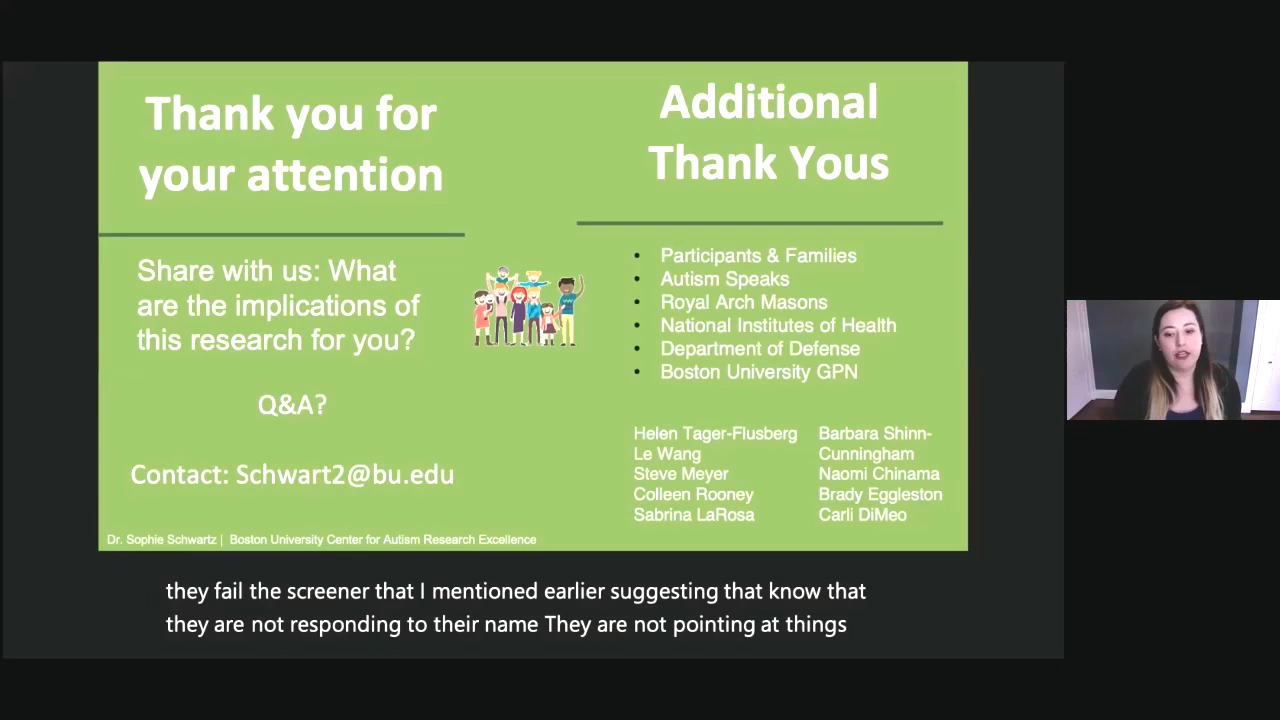 Thank you for
your attention
Share with us: What
are the implications of
this research for you?
Q&A?
Contact: Schwart2@bu.edu
Dr. Sophie Schwartz | Boston University Center for Autism Research Excellence
Additional
Thank Yous
• Participants & Families
• Autism Speaks
• Royal Arch Masons
• National Institutes of Health
• Department of Defense
• Boston University GPN
Helen Tager-Flusberg
Le Wang
Steve Meyer
Colleen Rooney
Sabrina LaRosa
Barbara Shinn-
Cunningham
Naomi Chinama
Brady Eggleston
Carli DiMeo
they fail the screener that I mentioned earlier suggesting that know that
they are not responding to their name They are not pointing at things